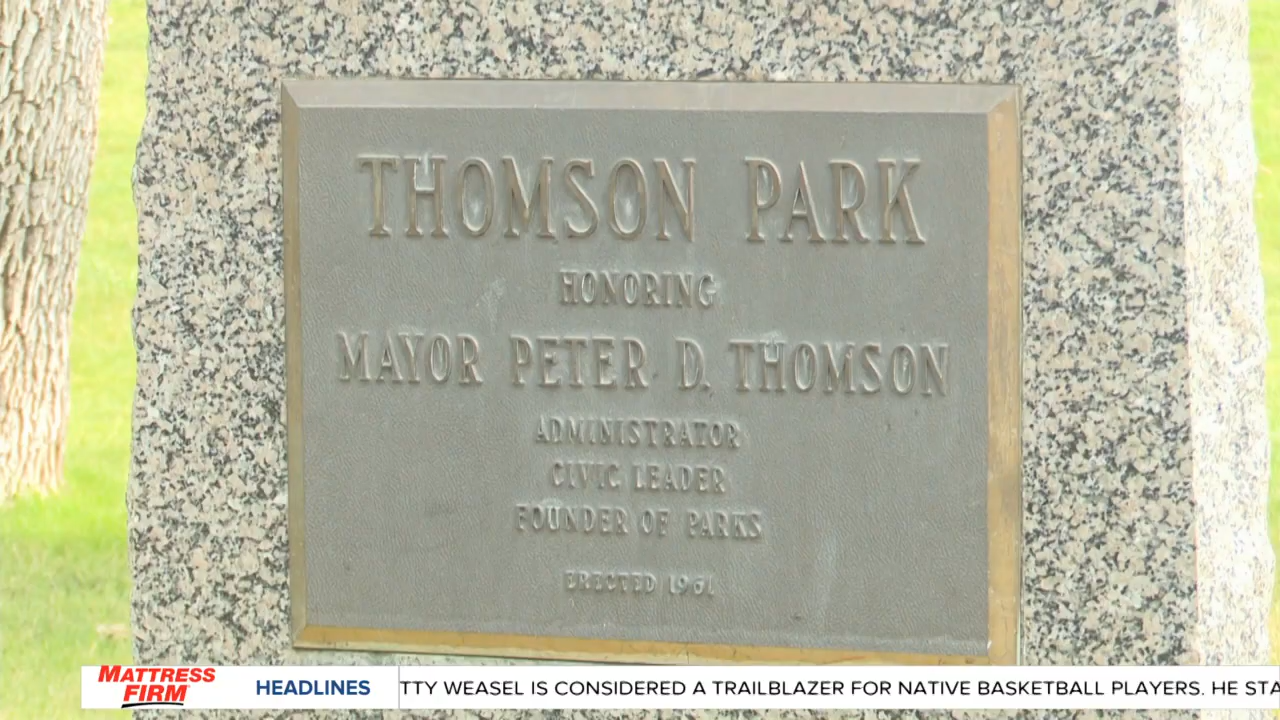 THOMSON PARK
HONORING
MAYOR PETER D. THOMSON
ADMINISTRATOR
CIVIC LEADER
FOUNDER OF PARKS
ERECTED 1961
MATTRESS
FIRM
HEADLINES
TTY WEASEL IS CONSIDERED A TRAILBLAZER FOR NATIVE BASKETBALL PLAYERS. HE STA